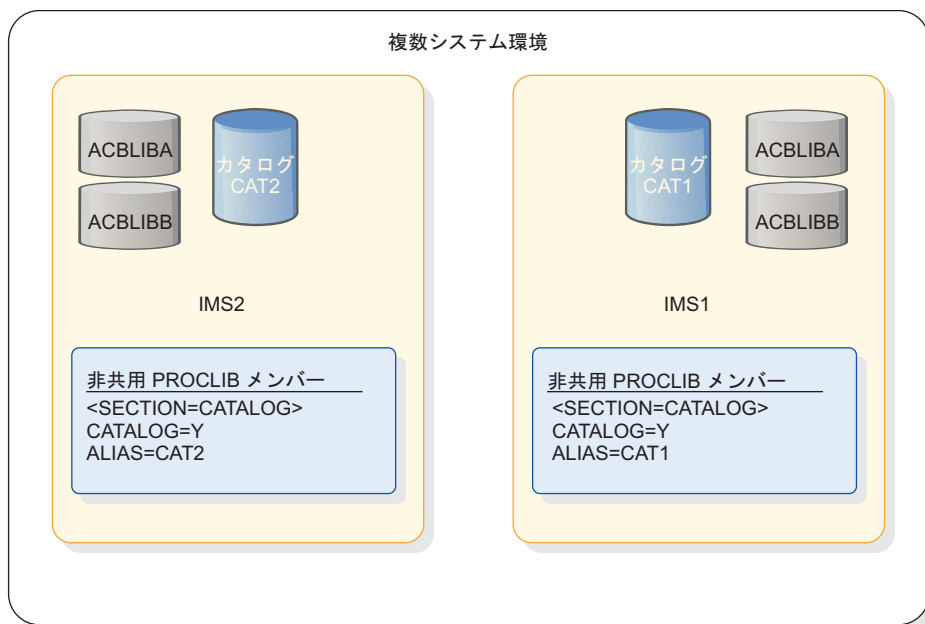 複数システム環境
ACBLIBA
ACBLIBB
カタログ
CAT2
IMS2
非共用 PROCLIB メンバー
<SECTION=CATALOG>
CATALOG=Y
ALIAS=CAT2
カタログ
CAT1
ACBLIBA
ACBLIBB
IMS1
非共用 PROCLIB メンバー
<SECTION=CATALOG>
CATALOG=Y
ALIAS=CAT1